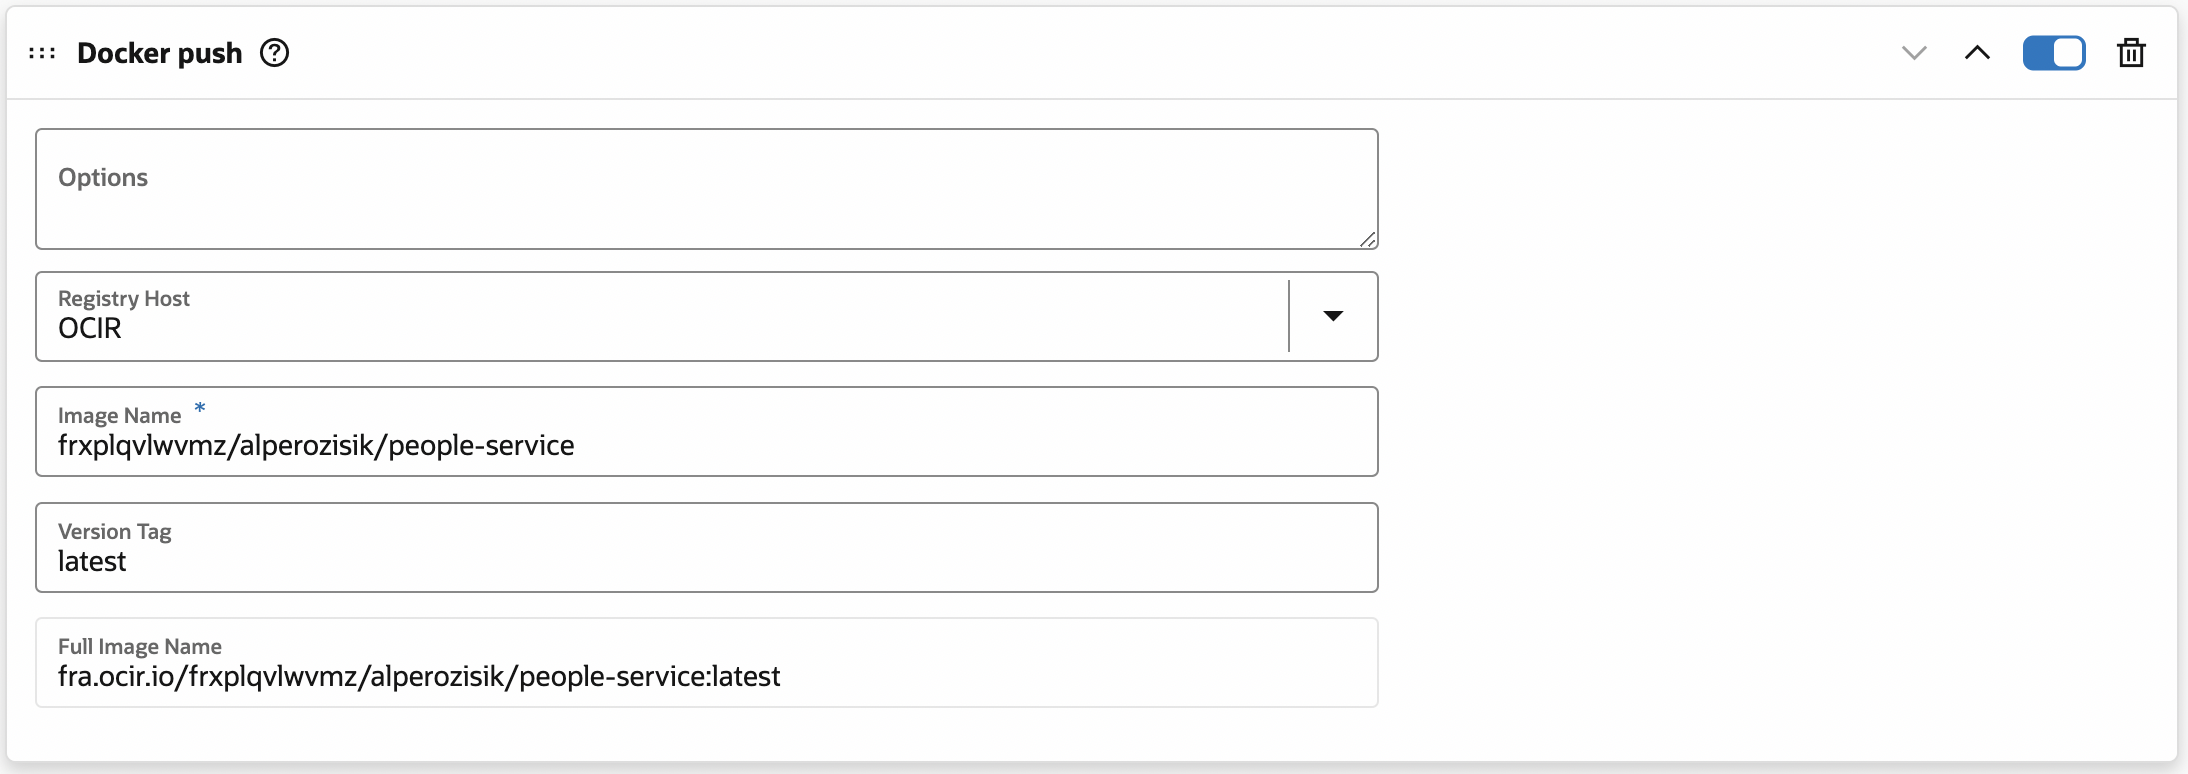 Docker push
Options
Registry Host
OCIR
Image Name *
frxplqvlwvmz/alperozisik/people-service
Version Tag
latest
Full Image Name
fra.ocir.io/frxplqvlwvmz/alperozisik/people-service:latest